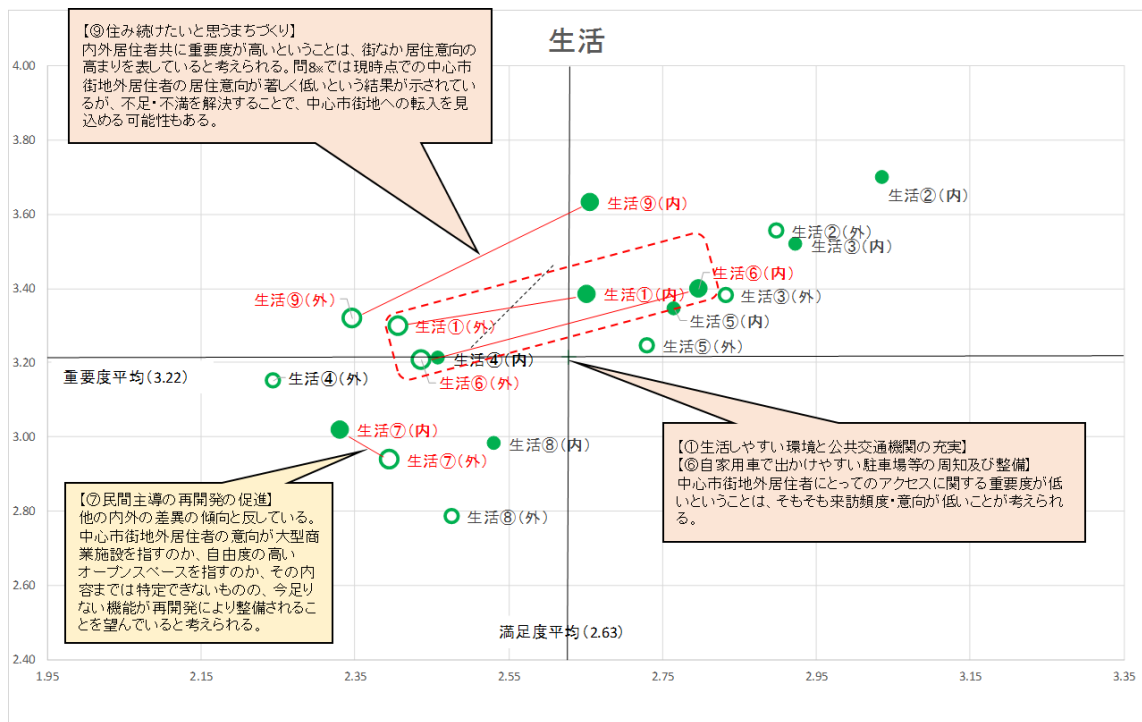 生活
【⑨住み続けたいと思うまちづくり】
内外居住者共に重要度が高いということは、街なか居住意向の
高まりを表していると考えられる。問8※では現時点での中心市
街地外居住者の居住意向が著しく低いという結果が示されてい
るが、不足・不満を解決することで、中心市街地への転入を見
込める可能性もある。
4.00
3.80
3.60
3.40
3.20
3.00
2.80
2.60
2.40
生活②(内)
生活⑨(内)
生活②(外)
生活③(内)
生活⑥(内)
生活⑨(外)
生活①(内)
生活③(外)
生活①(外)
生活⑤(内)
生活⑤(外)
生活④(内)
重要度平均(3.22)
生活④(外)
生活⑥(外)
生活⑦(内)
生活⑧(内)
生活⑦(外)
生活⑧(外)
【①生活しやすい環境と公共交通機関の充実】
【⑥自家用車で出かけやすい駐車場等の周知及び整備】
中心市街地外居住者にとってのアクセスに関する重要度が低
いということは、そもそも来訪頻度・意向が低いことが考えられ
る。
【⑦民間主導の再開発の促進】
他の内外の差異の傾向と反している。
中心市街地外居住者の意向が大型商
業施設を指すのか、自由度の高い
オープンスペースを指すのか、その内
容までは特定できないものの、今足り
ない機能が再開発により整備されるこ
とを望んでいると考えられる。
満足度平均(2.63)
1.95
2.15
2.35
2.55
2.75
2.95
3.15
3.35